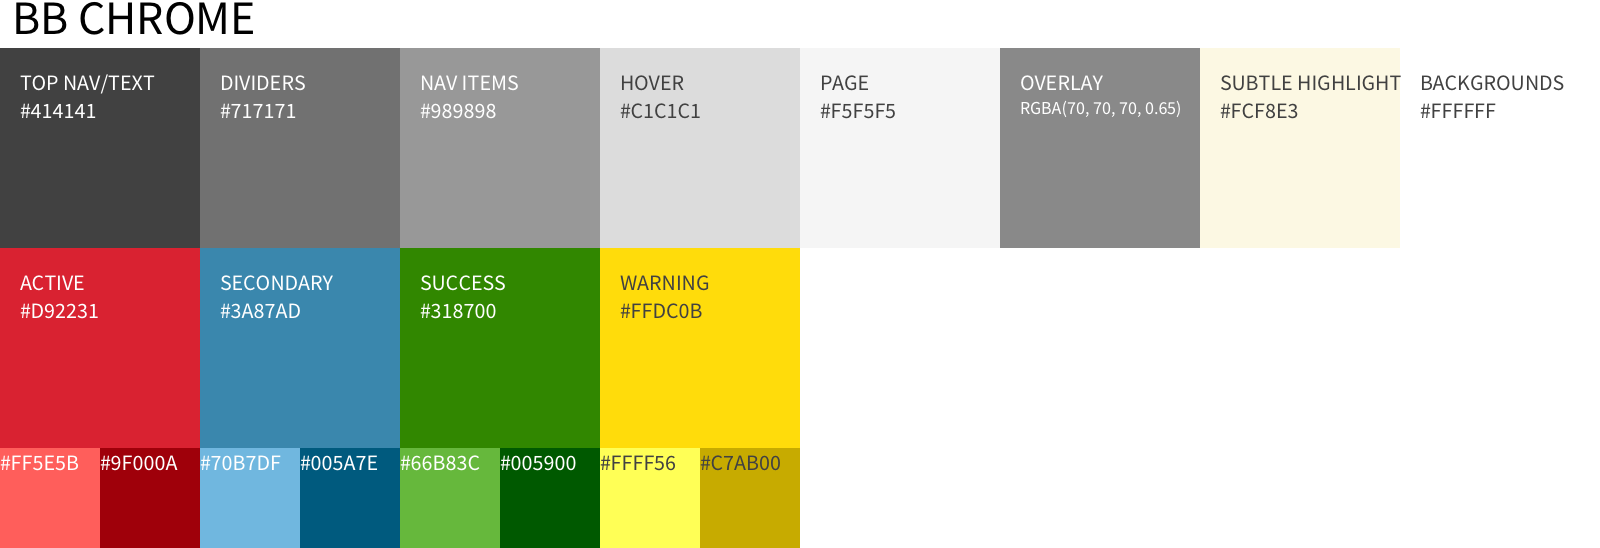 BB CHROME
TOP NAV/TEXT
#414141
DIVIDERS
#717171
NAV ITEMS
#989898
HOVER
#C1C1C1
PAGE
#F5F5F5
OVERLAY
RGBA(70, 70, 70, 0.65)
SUBTLE HIGHLIGHT
#FCF8E3
BACKGROUNDS
#FFFFFF
ACTIVE
#D92231
SECONDARY
#3A87AD
SUCCESS
#318700
WARNING
#FFDC0B
#FF5E5B
#9F000A
#70B7DF
#005A7E
#66B83C
#005900
#FFFF56
#C7AB00